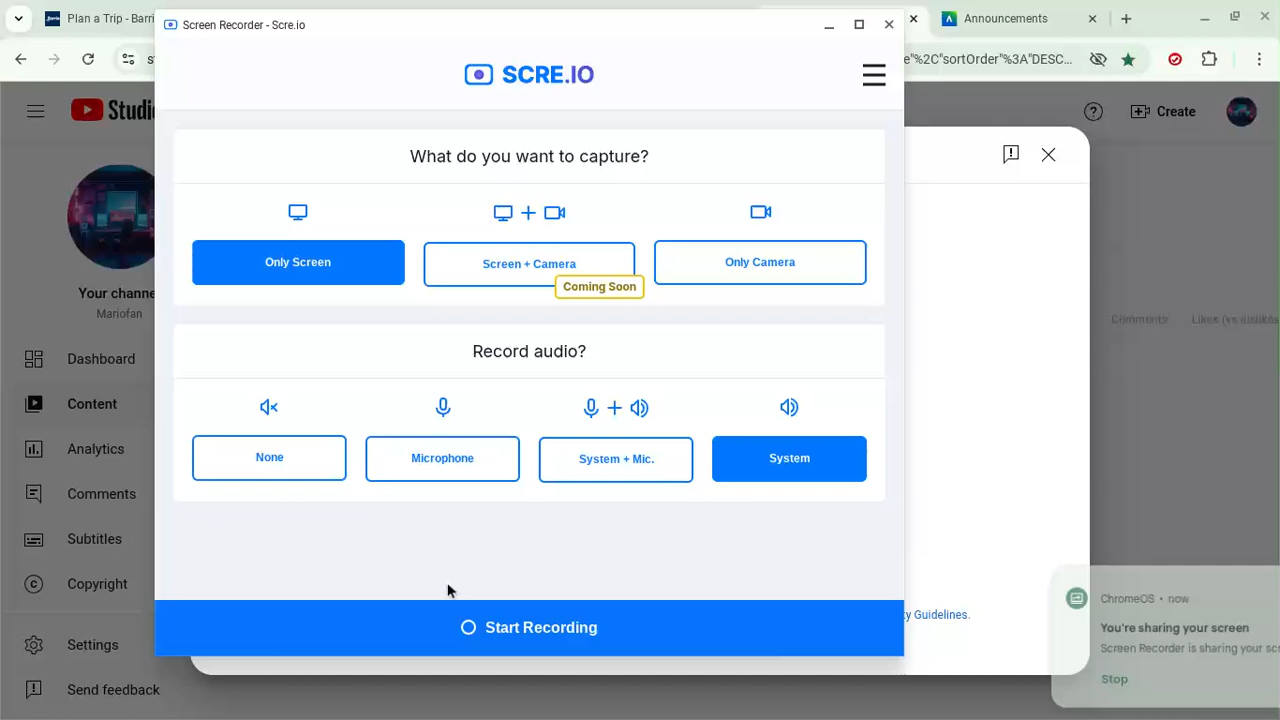 Plan a Trip - Barri
Screen Recorder - Scre.io
Announcements
e"%2C"sortOrder"%3A"DESC...
Studi
SCRE.IO
Create
What do you want to capture?
Only Screen
Screen + Camera
Only Camera
Coming Soon
Your channe
Mariofan
Comments
Likes (vs dislikes
Record audio?
Dashboard
Content
Analytics
None
Microphone
System + Mic.
System
Comments
Subtitles
Copyright
Settings
Send feedback
Start Recording
y Guidelines.
ChromeOS • now
You're sharing your screen
Screen Recorder is sharing your scr
Stop